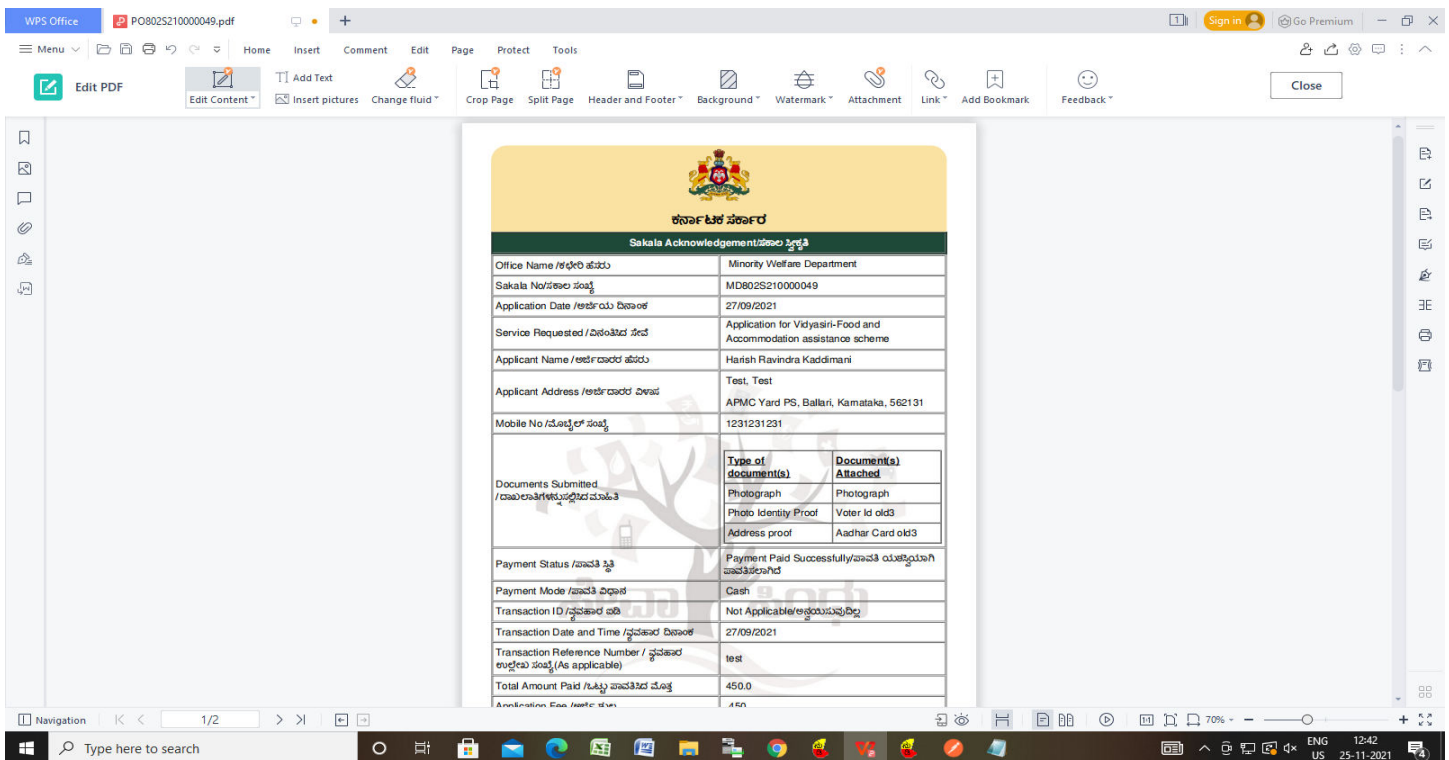 WPS Office
PO802S210000049.pdf
Sign in
Go Premium
Menu
Home Insert Comment Edit Page Protect Tools
Edit PDF
Edit Content
Add Text
Insert pictures
Change fluid
Crop Page
Split Page
Header and Footer
Background
Watermark
Attachment
Link
Add Bookmark
Feedback
Close
ಕರ್ನಾಟಕ ಸರ್ಕಾರ
Sakala Acknowledgement/ಸಕಾಲ ಸ್ವೀಕೃತಿ
Office Name /ಕಛೇರಿ ಹೆಸರು Minority Welfare Department
Sakala No/ಸಕಾಲ ಸಂಖ್ಯೆ MD802S210000049
Application Date /ಅರ್ಜಿಯ ದಿನಾಂಕ 27/09/2021
Service Requested /ವಿನಂತಿಸಿದ ಸೇವೆ Application for Vidyasiri-Food and
Accommodation assistance scheme
Applicant Name /ಅರ್ಜಿದಾರರ ಹೆಸರು Harish Ravindra Kaddimani
Applicant Address /ಅರ್ಜಿದಾರರ ವಿಳಾಸ Test, Test
APMC Yard PS, Ballari, Karnataka, 562131
Mobile No /ಮೊಬೈಲ್ ಸಂಖ್ಯೆ 1231231231
Documents Submitted
/ದಾಖಲಾತಿಗಳನ್ನು ಸಲ್ಲಿಸಿದ ಮಾಹಿತಿ
Type of document(s) Document(s) Attached
Photograph Photograph
Photo Identity Proof Voter Id old3
Address proof Aadhar Card old3
Payment Status /ಪಾವತಿ ಸ್ಥಿತಿ Payment Paid Successfully/ಪಾವತಿ ಯಶಸ್ವಿಯಾಗಿ
ಪಾವತಿಸಲಾಗಿದೆ
Payment Mode /ಪಾವತಿ ವಿಧಾನ Cash
Transaction ID /ವ್ಯವಹಾರ ಐಡಿ Not Applicable/ಅನ್ವಯಿಸುವುದಿಲ್ಲ
Transaction Date and Time /ವ್ಯವಹಾರ ದಿನಾಂಕ 27/09/2021
Transaction Reference Number / ವ್ಯವಹಾರ
ಉಲ್ಲೇಖ ಸಂಖ್ಯೆ(As applicable) test
Total Amount Paid /ಒಟ್ಟು ಪಾವತಿಸಿದ ಮೊತ್ತ 450.0
Application Fee /ಅರ್ಜಿ ಶುಲ್ಕ 450
ಸೇವಾ ಸಿಂಧು
Navigation
1/2
70%
Type here to search
ENG
US
12:42
25-11-2021